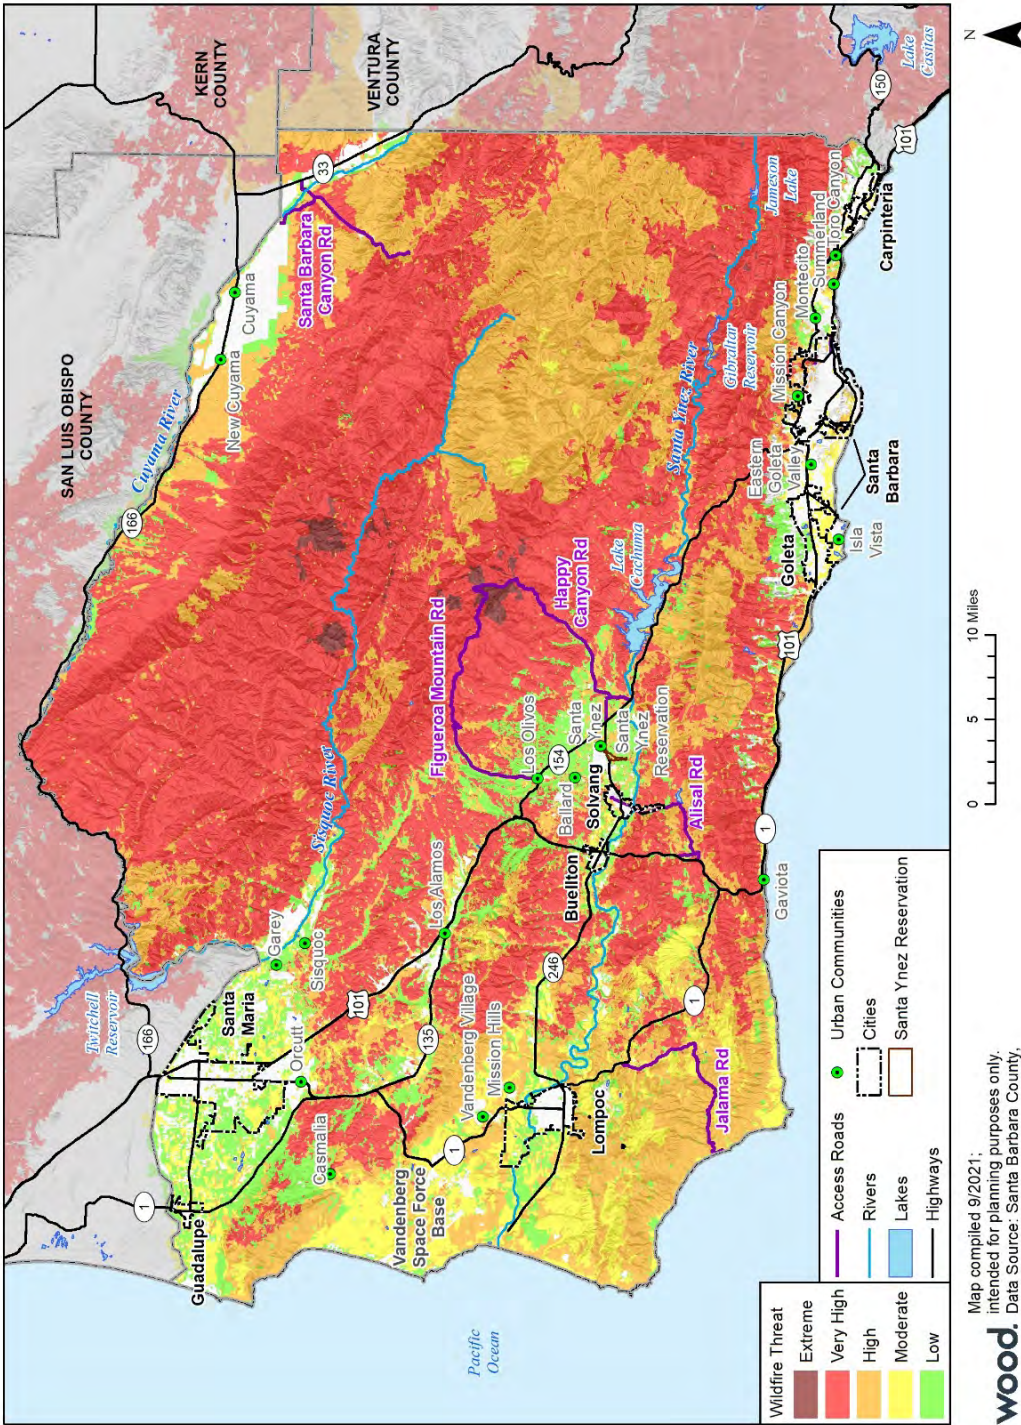 SAN LUIS OBISPO
COUNTY
KERN
COUNTY
VENTURA
COUNTY
Twitchell
Reservoir
166
Cuyama River
166
New Cuyama
Cuyama
33
Santa Barbara
Canyon Rd
1
Guadalupe
Santa
Maria
Garey
Sisquoc
Orcutt
Sisquoc River
Casmalia
101
135
Los Alamos
Figueroa Mountain Rd
Happy
Canyon Rd
Vandenberg
Space Force
Base
1
Vandenberg Village
Mission Hills
246
Los Olivos
154
Ballard
Santa
Ynez
Solvang
Santa
Ynez
Reservation
Buellton
Lake
Cachuma
Santa Ynez River
Gibraltar
Reservoir
Jameson
Lake
Lompoc
1
Jalama Rd
Alisal Rd
1
Gaviota
101
Goleta
Eastern
Goleta
Valley
Isla
Vista
Santa
Barbara
Mission Canyon
Montecito
Summerland
Toro Canyon
Carpinteria
150
101
Lake
Casitas
Pacific
Ocean
Wildfire Threat
Extreme
Very High
High
Moderate
Low
Access Roads
Rivers
Lakes
Highways
Urban Communities
Cities
Santa Ynez Reservation
0 5 10 Miles
N
wood.
Map compiled 9/2021;
intended for planning purposes only.
Data Source: Santa Barbara County,